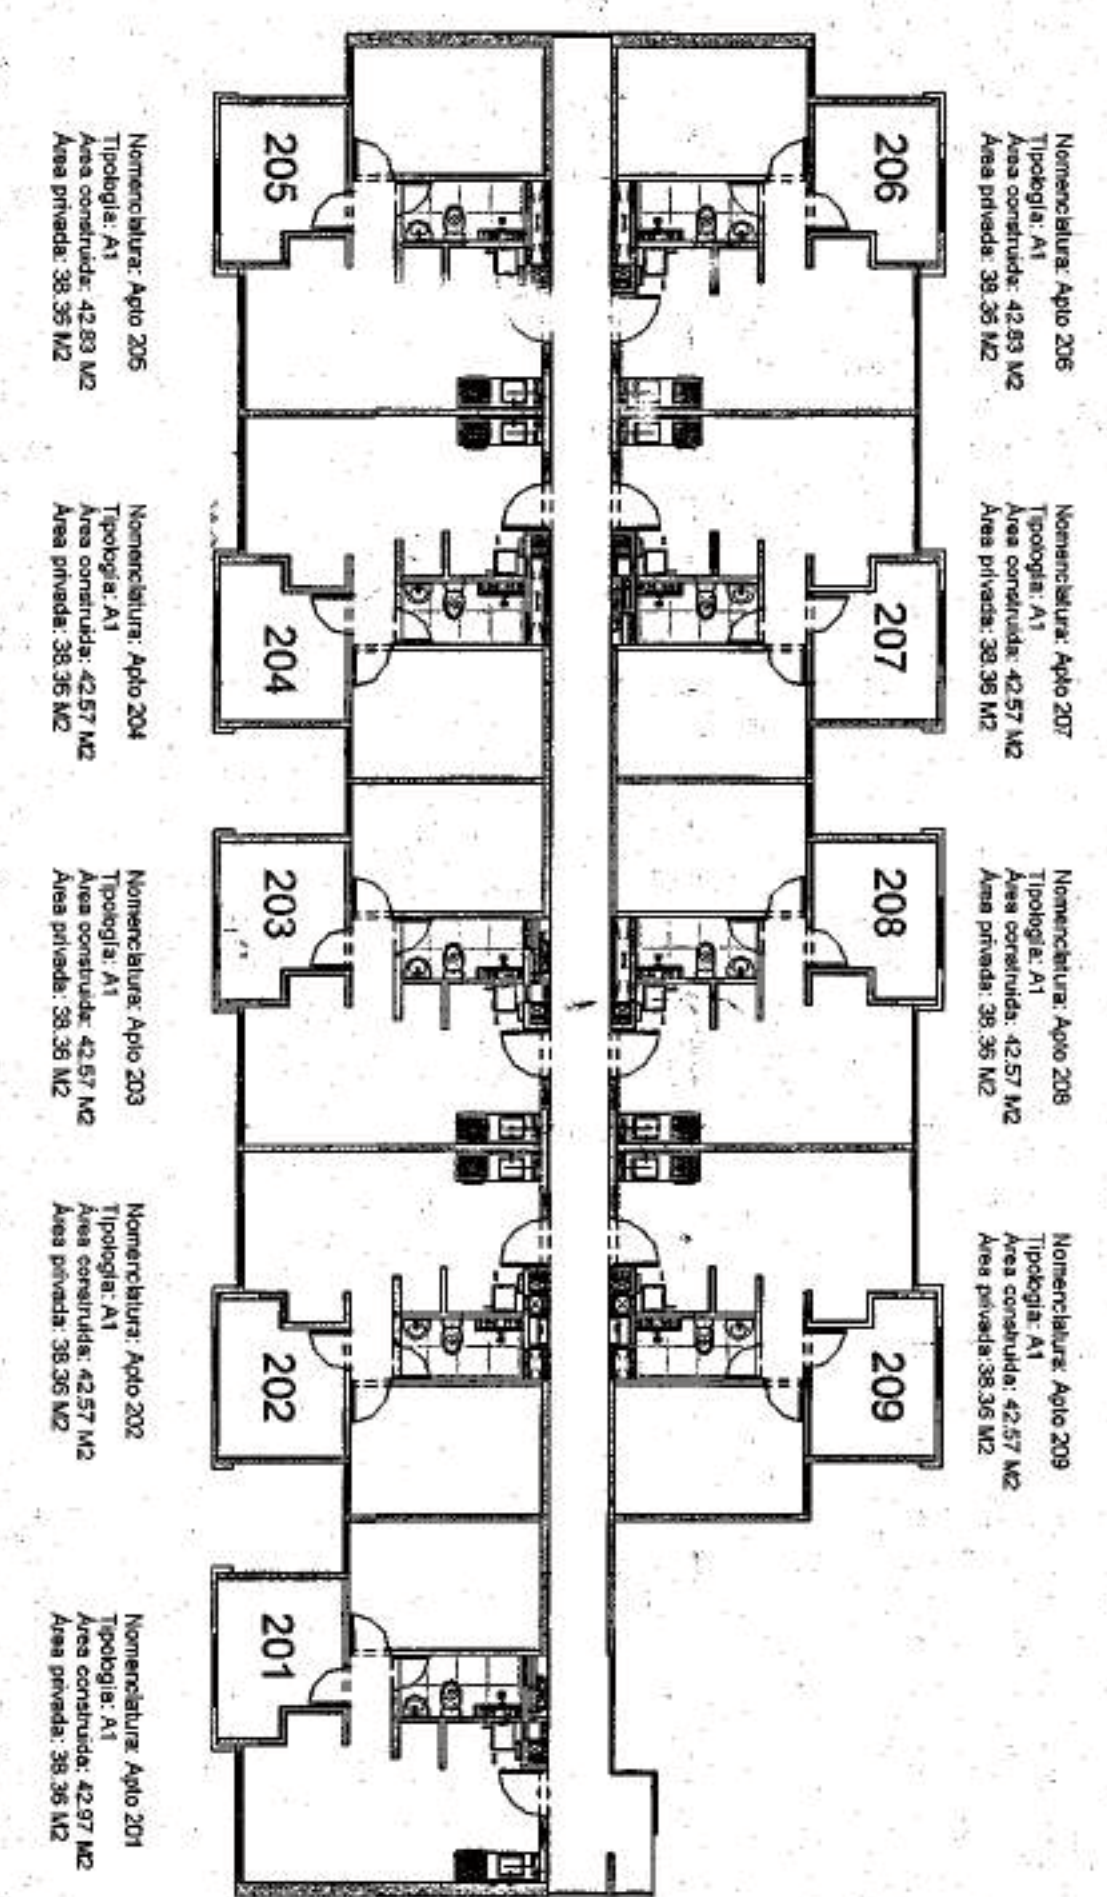 Nomenclatura: Apto 206
Tipología: A1
Área construida: 42.83 M2
Área privada: 38.36 M2
Nomenclatura: Apto 207
Tipología: A1
Área construida: 42.57 M2
Área privada: 38.36 M2
Nomenclatura: Apto 208
Tipología: A1
Área construida: 42.57 M2
Área privada: 38.36 M2
Nomenclatura: Apto 209
Tipología: A1
Área construida: 42.57 M2
Área privada:38.36 M2
206
207
208
209
205
204
203
202
201
Nomenclatura: Apto 205
Tipología: A1
Área construida: 42.83 M2
Área privada: 38.36 M2
Nomenclatura: Apto 204
Tipología: A1
Área construida: 42.57 M2
Área privada: 38.36 M2
Nomenclatura: Apto 203
Tipología: A1
Área construida: 42.57 M2
Área privada: 38.36 M2
Nomenclatura: Apto 202
Tipología: A1
Área construida: 42.57 M2
Área privada: 38.36 M2
Nomenclatura: Apto 201
Tipología: A1
Área construida: 42.97 M2
Área privada: 38.36 M2